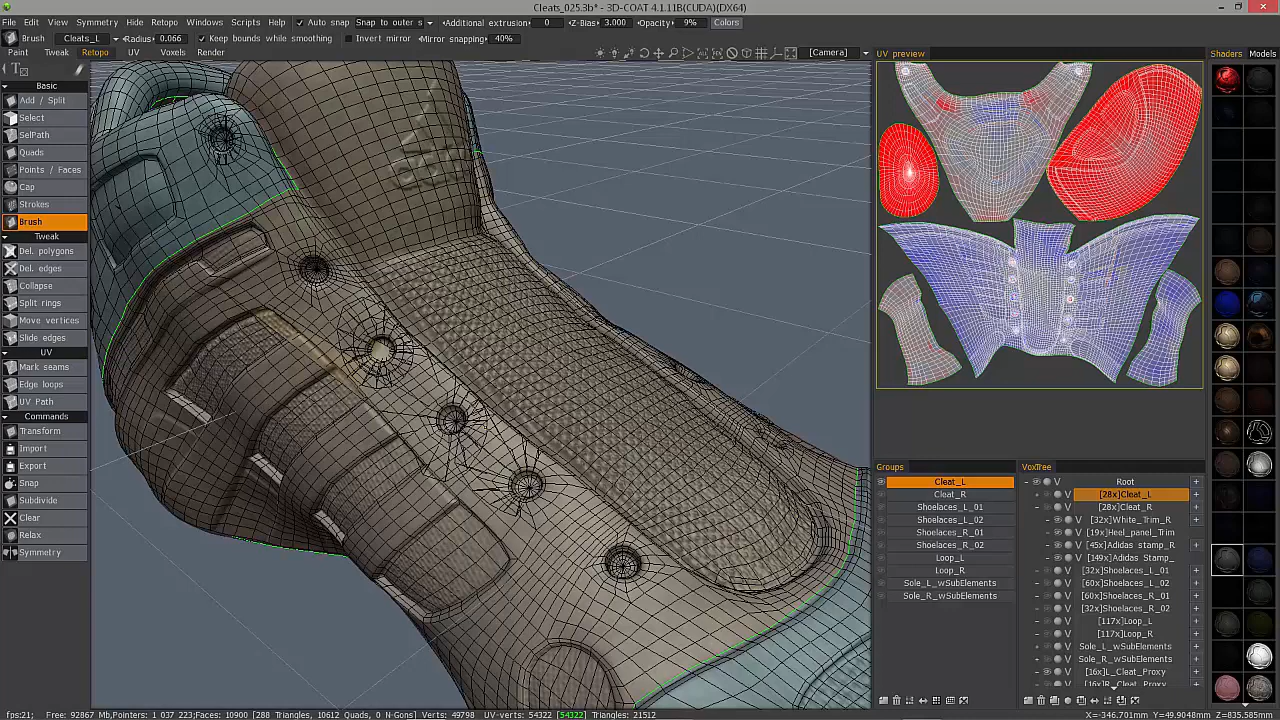 Cleats_025.3b* - 3D-COAT 4.1.11B(CUDA)(DX64)
File Edit View Symmetry Hide Retopo Windows Scripts Help Auto snap Snap to outer s Additional extrusion 0 Z-Bias 3.000 Opacity 9% Colors
Brush Cleats_L Radius 0.066 Keep bounds while smoothing Invert mirror Mirror snapping 40%
Paint Tweak Retopo UV Voxels Render [Camera] UV preview Shaders Models
Basic
Add / Split
Select
SelPath
Quads
Points / Faces
Cap
Strokes
Brush
Tweak
Del. polygons
Del. edges
Collapse
Split rings
Move vertices
Slide edges
UV
Mark seams
Edge loops
UV Path
Commands
Transform
Import
Export
Snap
Subdivide
Clear
Relax
Symmetry
Groups
Cleat_L
Cleat_R
Shoelaces_L_01
Shoelaces_L_02
Shoelaces_R_01
Shoelaces_R_02
Loop_L
Loop_R
Sole_L_wSubElements
Sole_R_wSubElements
VoxTree
Root
V [28x]Cleat_L
V [28x]Cleat_R
V [32x]White_Trim_R
V [19x]Heel_panel_Trim
V [45x]Adidas stamp_R
V [149x]Adidas Stamp_
V [32x]Shoelaces_L_01
V [60x]Shoelaces_L_02
V [60x]Shoelaces_R_01
V [32x]Shoelaces_R_02
V [117x]Loop_L
V [117x]Loop_R
V Sole_L_wSubElements
V Sole_R_wSubElements
V [16x]L_Cleat_Proxy
V [16x]R_Cleat_Proxy
fps:21; Free: 92867 Mb,Pointers: 1 037 223;Faces: 10900 [288 Triangles, 10612 Quads, 0 N-Gons] Verts: 49798 UV-verts: 54322 [54322] Triangles: 21512 X=-346.701mm Y=49.9048mm Z=835.585mm